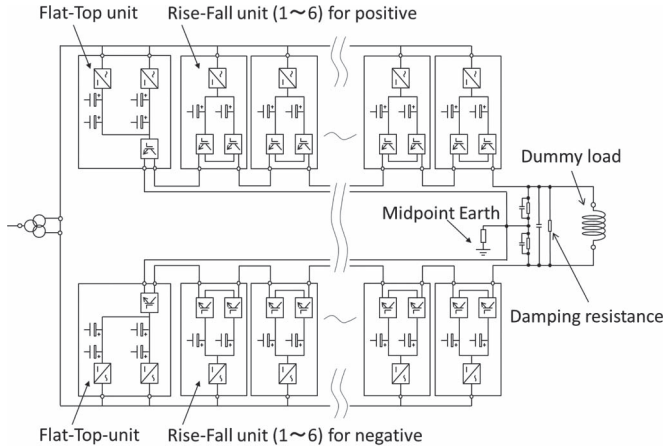 Flat-Top unit
Rise-Fall unit (1～6) for positive
Dummy load
Midpoint Earth
Damping resistance
Flat-Top-unit
Rise-Fall unit (1～6) for negative